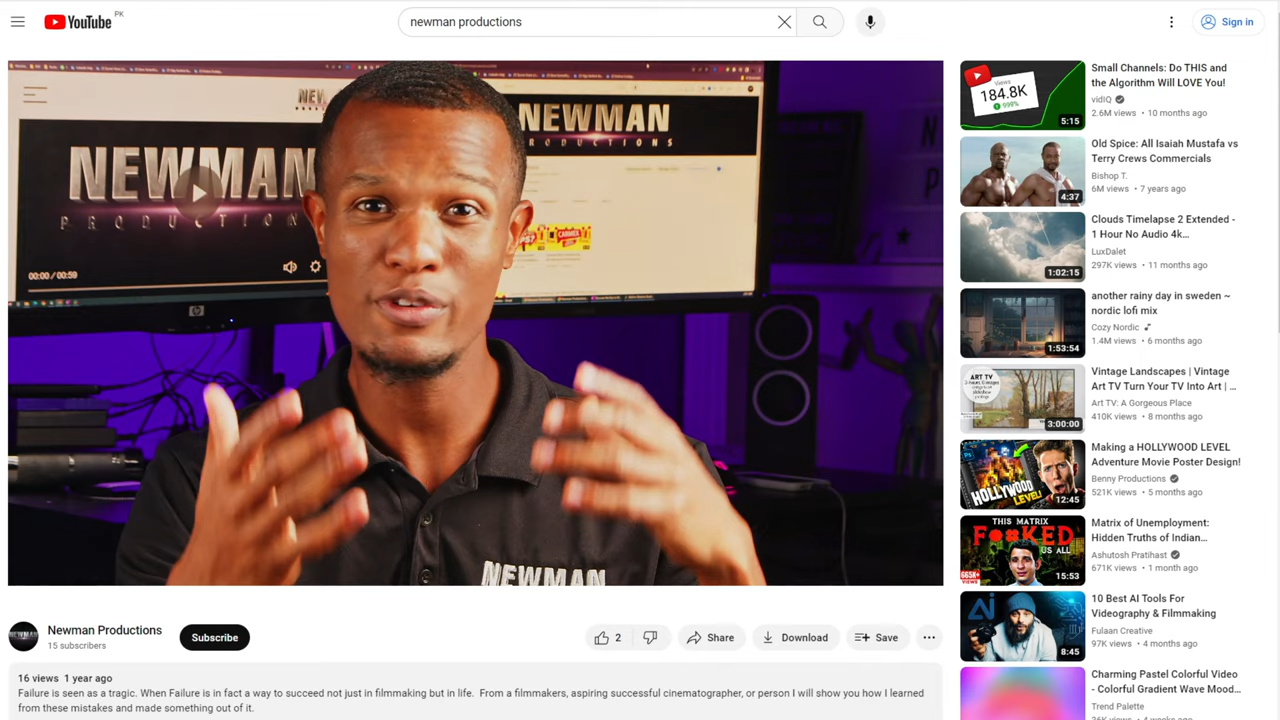 YouTube PK
newman productions
Sign in
NEWMAN
PRODUCTIONS
00:00 / 00:59
NEWMAN
PRODUCTIONS
hp
NEWMAN
Small Channels: Do THIS and
the Algorithm Will LOVE You!
vidIQ
2.6M views • 10 months ago
Views
184.8K
999%
5:15
Old Spice: All Isaiah Mustafa vs
Terry Crews Commercials
Bishop T.
6M views • 7 years ago
4:37
Clouds Timelapse 2 Extended -
1 Hour No Audio 4k...
LuxDalet
297K views • 11 months ago
1:02:15
another rainy day in sweden ~
nordic lofi mix
Cozy Nordic
1.4M views • 6 months ago
1:53:54
Vintage Landscapes | Vintage
Art TV Turn Your TV Into Art | ...
Art TV: A Gorgeous Place
410K views • 8 months ago
ART TV
3:00:00
Making a HOLLYWOOD LEVEL
Adventure Movie Poster Design!
Benny Productions
521K views • 5 months ago
Ps
HOLLYWOOD
LEVEL!
12:45
Matrix of Unemployment:
Hidden Truths of Indian...
Ashutosh Pratihast
671K views • 1 month ago
THIS MATRIX
F*#KED
US ALL
665K+
VIEWS
15:53
10 Best AI Tools For
Videography & Filmmaking
Fulaan Creative
97K views • 4 months ago
8:45
Charming Pastel Colorful Video
- Colorful Gradient Wave Mood...
Trend Palette
Newman Productions
15 subscribers
Subscribe
2
Share
Download
Save
16 views 1 year ago
Failure is seen as a tragic. When Failure is in fact a way to succeed not just in filmmaking but in life. From a filmmakers, aspiring successful cinematographer, or person I will show you how I learned
from these mistakes and made something out of it.